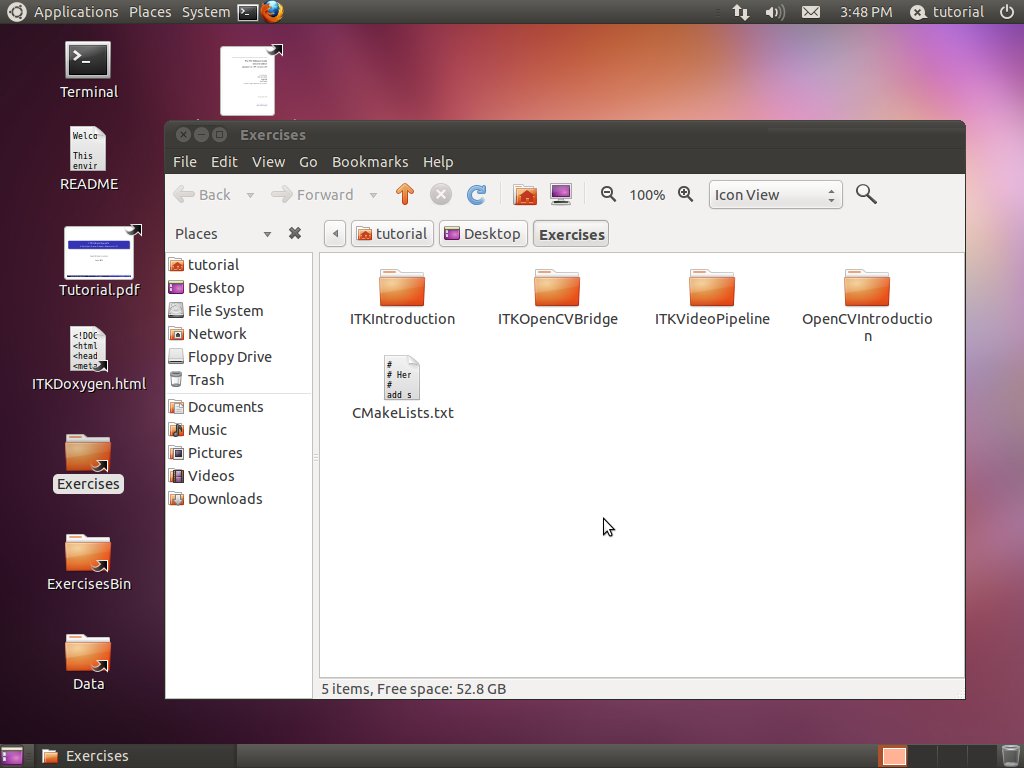 Applications Places System 3:48 PM tutorial
Terminal
Welco
This
envir
README
Tutorial.pdf
<!DOC
<html
<head
<meta
ITKDoxygen.html
Exercises
ExercisesBin
Data
Exercises
File Edit View Go Bookmarks Help
Back Forward 100% Icon View
Places tutorial Desktop Exercises
tutorial
Desktop
File System
Network
Floppy Drive
Trash
Documents
Music
Pictures
Videos
Downloads
ITKIntroduction ITKOpenCVBridge ITKVideoPipeline OpenCVIntroductio
n
#
# Her
#
add s
CMakeLists.txt
5 items, Free space: 52.8 GB
Exercises